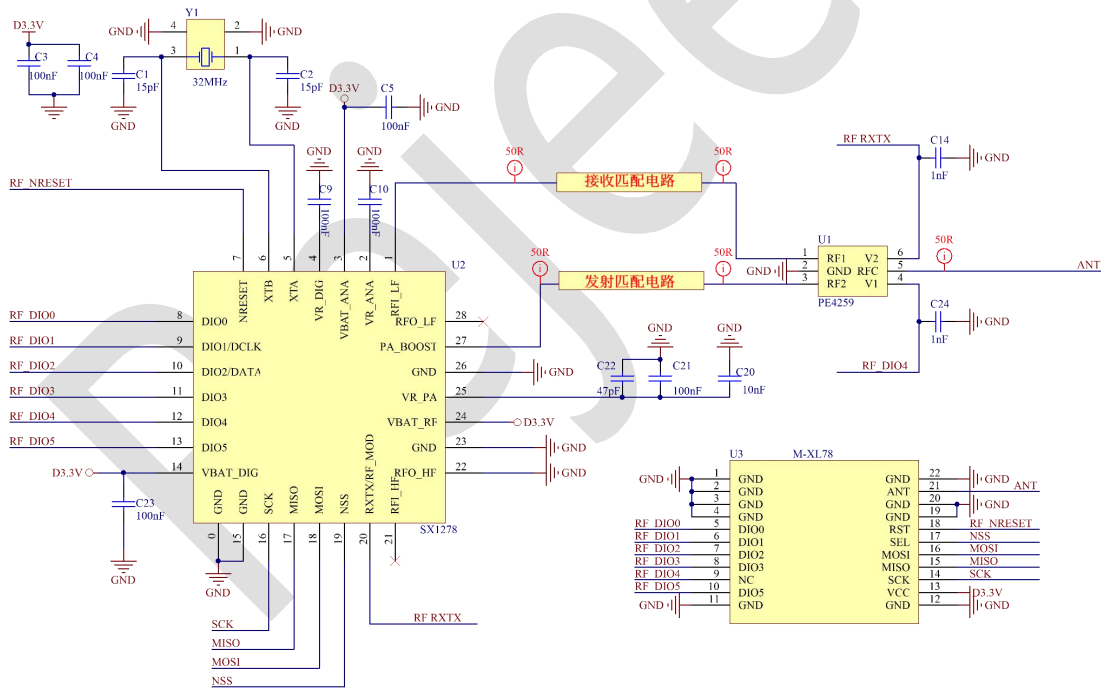 D3.3V
C3
100nF
C4
100nF
GND
C1
15pF
GND
Y1
4
2
3
1
32MHz
GND
GND
C2
15pF
GND
D3.3V
C5
100nF
GND
GND
C9
100nF
GND
C10
100nF
RF_NRESET
50R
i
接收匹配电路
50R
i
50R
i
发射匹配电路
50R
i
RF RXTX
C14
1nF
GND
U1
1 RF1 V2 6
GND 2 GND RFC 5
3 RF2 V1 4
PE4259
50R
i
ANT
C24
1nF
GND
RF_DIO4
U2
7 6 5 4 3 2 1
NRESET
XTB
XTA
VR_DIG
VBAT_ANA
VR_ANA
RFI_LF
RF_DIO0 8 DIO0
RF_DIO1 9 DIO1/DCLK
RF_DIO2 10 DIO2/DATA
RF_DIO3 11 DIO3
RF_DIO4 12 DIO4
RF_DIO5 13 DIO5
D3.3V 14 VBAT_DIG
C23
100nF
GND
RFO_LF 28
PA_BOOST 27
GND 26 GND
VR_PA 25
VBAT_RF 24 D3.3V
GND 23 GND
RFO_HF 22 GND
GND
GND
SCK
MISO
MOSI
NSS
RXTX/RF_MOD
RFI_HF
0 15 16 17 18 19 20 21
SX1278
GND
SCK
MISO
MOSI
NSS
RF RXTX
C22
47pF
GND
C21
100nF
GND
C20
10nF
U3
M-XL78
GND 1 GND GND 22 GND
2 GND ANT 21 ANT
3 GND GND 20 GND
4 GND GND 19
RF_DIO0 5 DIO0 RST 18 RF_NRESET
RF_DIO1 6 DIO1 SEL 17 NSS
RF_DIO2 7 DIO2 MOSI 16 MOSI
RF_DIO3 8 DIO3 MISO 15 MISO
RF_DIO4 9 NC SCK 14 SCK
RF_DIO5 10 DIO5 VCC 13 D3.3V
GND 11 GND GND 12 GND